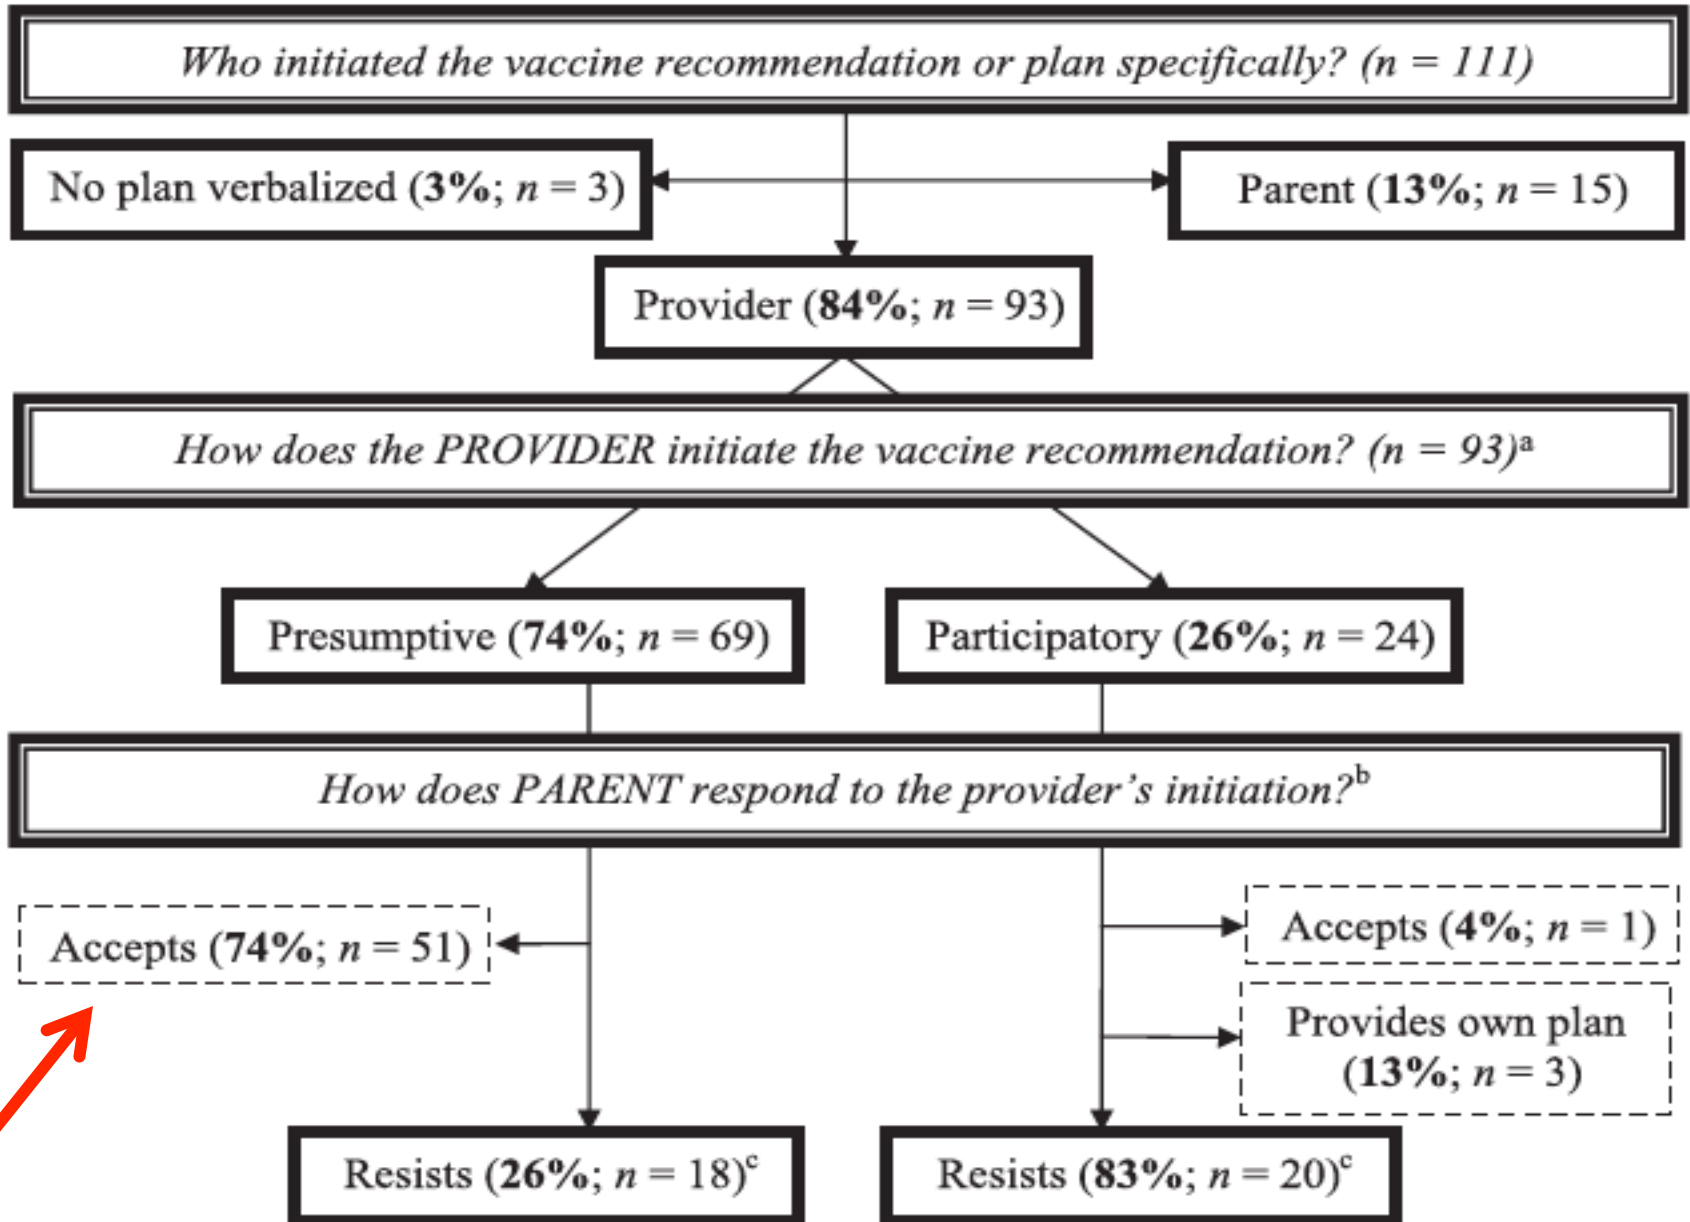 Who initiated the vaccine recommendation or plan specifically? (n = 111)
No plan verbalized (3%; n = 3)
Parent (13%; n = 15)
Provider (84%; n = 93)
How does the PROVIDER initiate the vaccine recommendation? (n = 93)a
Presumptive (74%; n = 69)
Participatory (26%; n = 24)
How does PARENT respond to the provider's initiation?b
Accepts (74%; n = 51)
Accepts (4%; n = 1)
Provides own plan
(13%; n = 3)
Resists (26%; n = 18)c
Resists (83%; n = 20)c